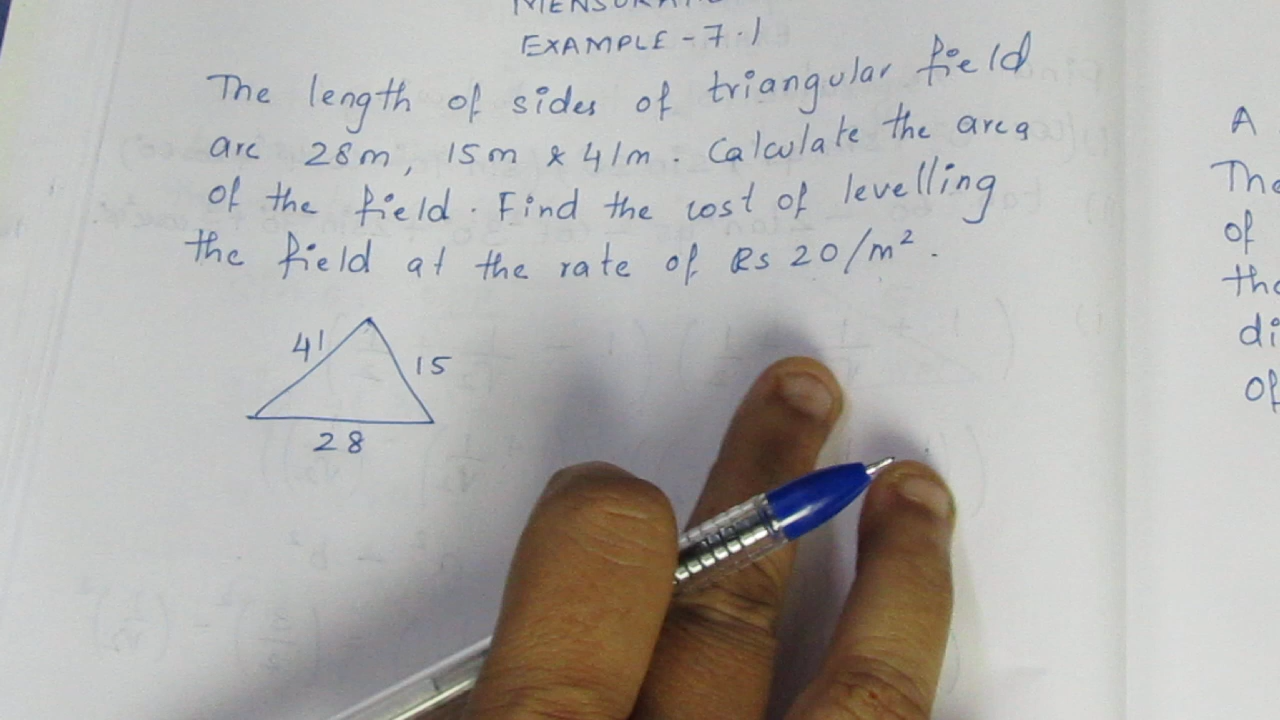 EXAMPLE-7.1
The length of sides of triangular field
are 28m, 15m & 41m. Calculate the area
of the field. Find the cost of levelling
the field at the rate of Rs 20/m².
41
15
28
A
The
of
the
di
of